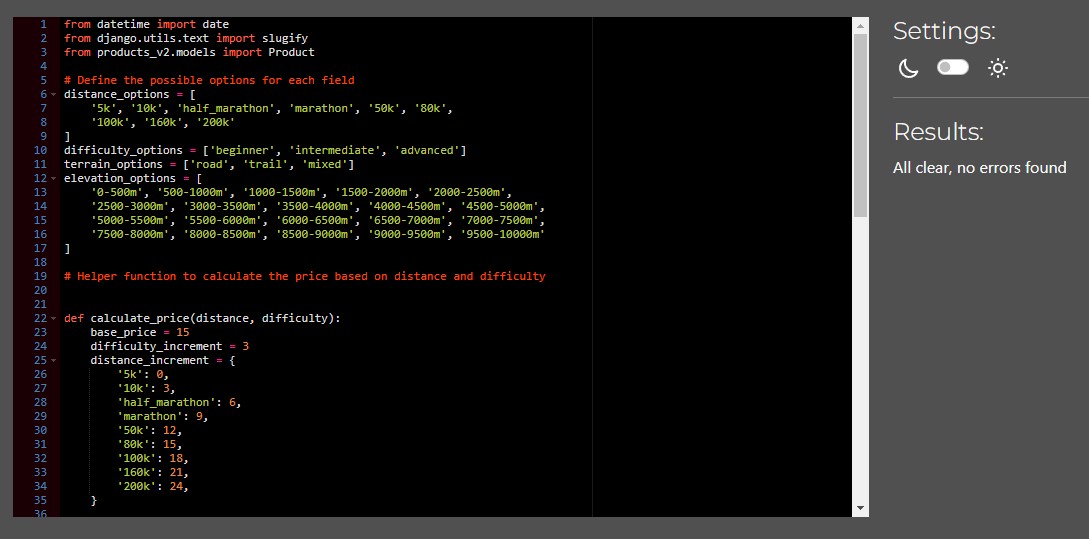 1 from datetime import date
2 from django.utils.text import slugify
3 from products_v2.models import Product
4
5 # Define the possible options for each field
6 distance_options = [
7     '5k', '10k', 'half_marathon', 'marathon', '50k', '80k',
8     '100k', '160k', '200k'
9 ]
10 difficulty_options = ['beginner', 'intermediate', 'advanced']
11 terrain_options = ['road', 'trail', 'mixed']
12 elevation_options = [
13     '0-500m', '500-1000m', '1000-1500m', '1500-2000m', '2000-2500m',
14     '2500-3000m', '3000-3500m', '3500-4000m', '4000-4500m', '4500-5000m',
15     '5000-5500m', '5500-6000m', '6000-6500m', '6500-7000m', '7000-7500m',
16     '7500-8000m', '8000-8500m', '8500-9000m', '9000-9500m', '9500-10000m'
17 ]
18
19 # Helper function to calculate the price based on distance and difficulty
20
21
22 def calculate_price(distance, difficulty):
23     base_price = 15
24     difficulty_increment = 3
25     distance_increment = {
26         '5k': 0,
27         '10k': 3,
28         'half_marathon': 6,
29         'marathon': 9,
30         '50k': 12,
31         '80k': 15,
32         '100k': 18,
33         '160k': 21,
34         '200k': 24,
35     }
36
Settings:
Results:
All clear, no errors found